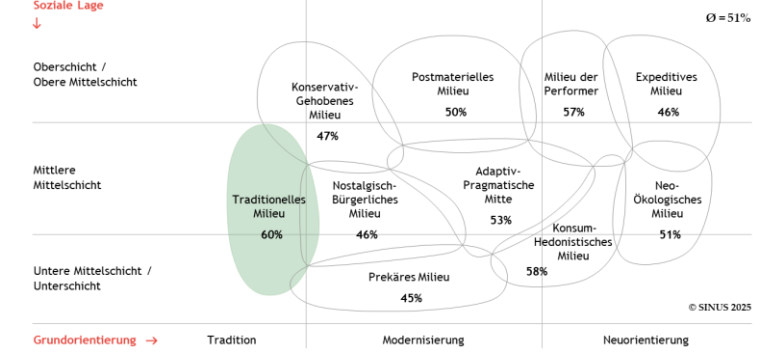 Soziale Lage
↓
Ø = 51%
Oberschicht /
Obere Mittelschicht
Konservativ-
Gehobenes
Milieu
47%
Postmaterielles
Milieu
50%
Milieu der
Performer
57%
Expeditives
Milieu
46%
Mittlere
Mittelschicht
Traditionelles
Milieu
60%
Nostalgisch-
Bürgerliches
Milieu
46%
Adaptiv-
Pragmatische
Mitte
53%
Konsum-
Hedonistisches
Milieu
58%
Neo-
Ökologisches
Milieu
51%
Untere Mittelschicht /
Unterschicht
Prekäres Milieu
45%
© SINUS 2025
Grundorientierung →
Tradition
Modernisierung
Neuorientierung